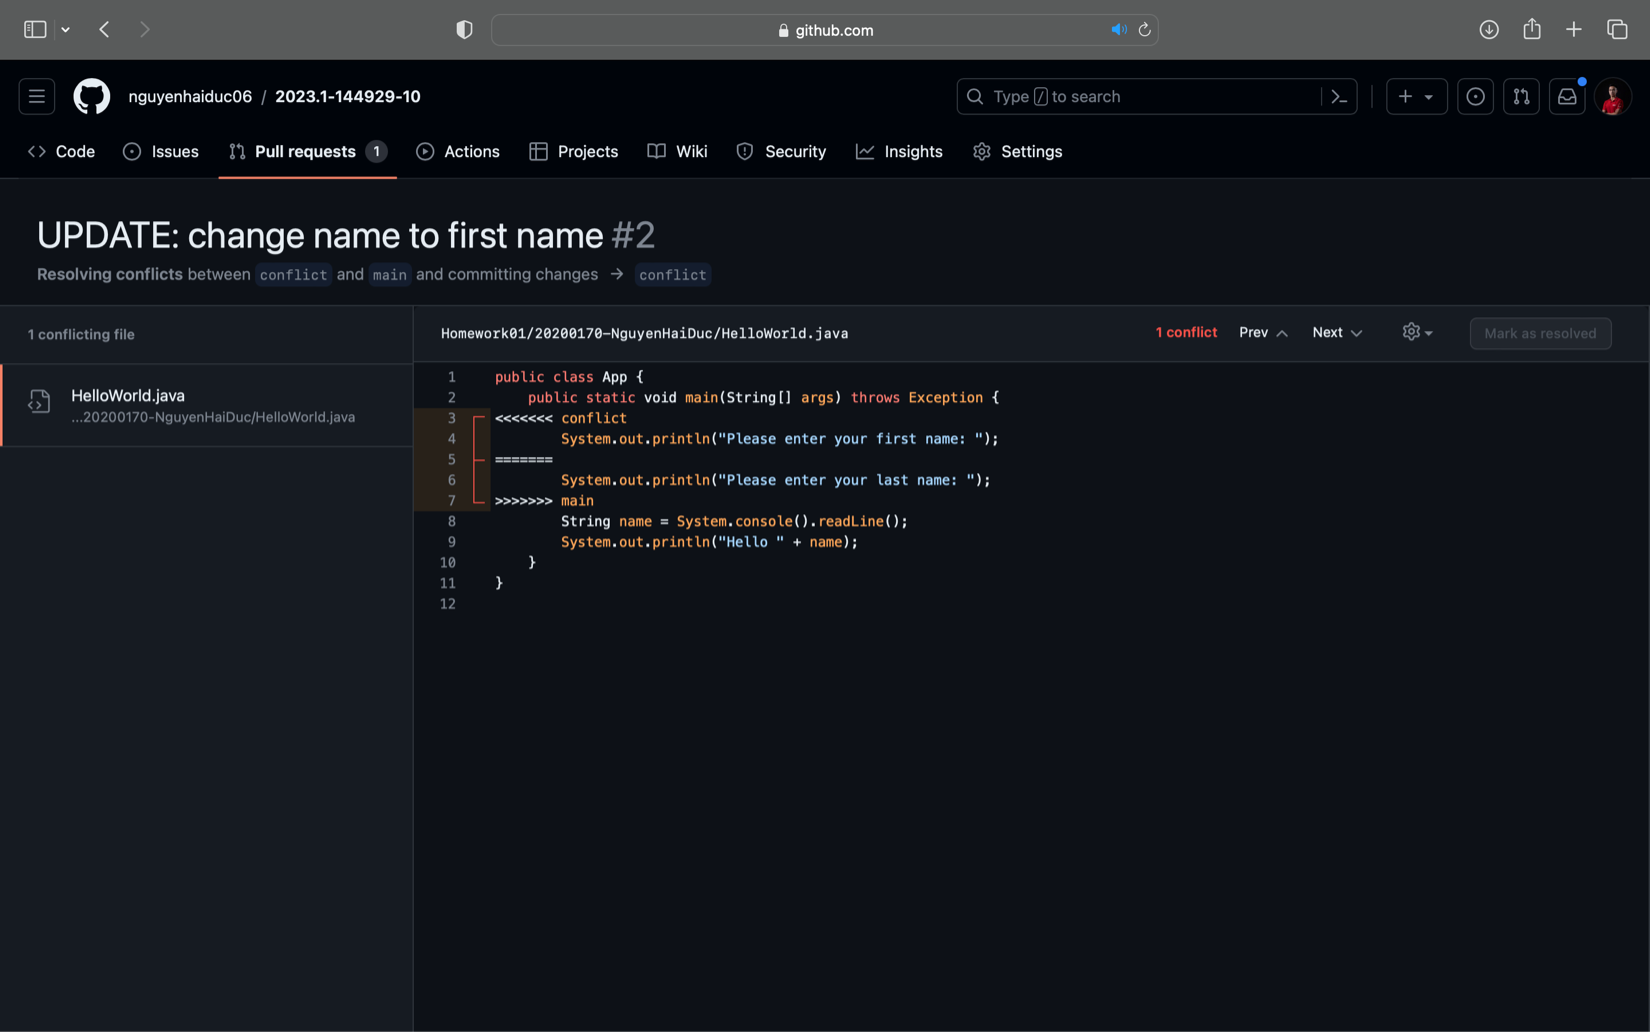 github.com
nguyenhaiduc06 / 2023.1-144929-10
Type / to search
Code
Issues
Pull requests 1
Actions
Projects
Wiki
Security
Insights
Settings
UPDATE: change name to first name #2
Resolving conflicts between conflict and main and committing changes → conflict
1 conflicting file
HelloWorld.java
...20200170-NguyenHaiDuc/HelloWorld.java
Homework01/20200170-NguyenHaiDuc/HelloWorld.java
1 conflict
Prev
Next
Mark as resolved
1 public class App {
2     public static void main(String[] args) throws Exception {
3 <<<<<<< conflict
4         System.out.println("Please enter your first name: ");
5 =======
6         System.out.println("Please enter your last name: ");
7 >>>>>>> main
8         String name = System.console().readLine();
9         System.out.println("Hello " + name);
10     }
11 }
12